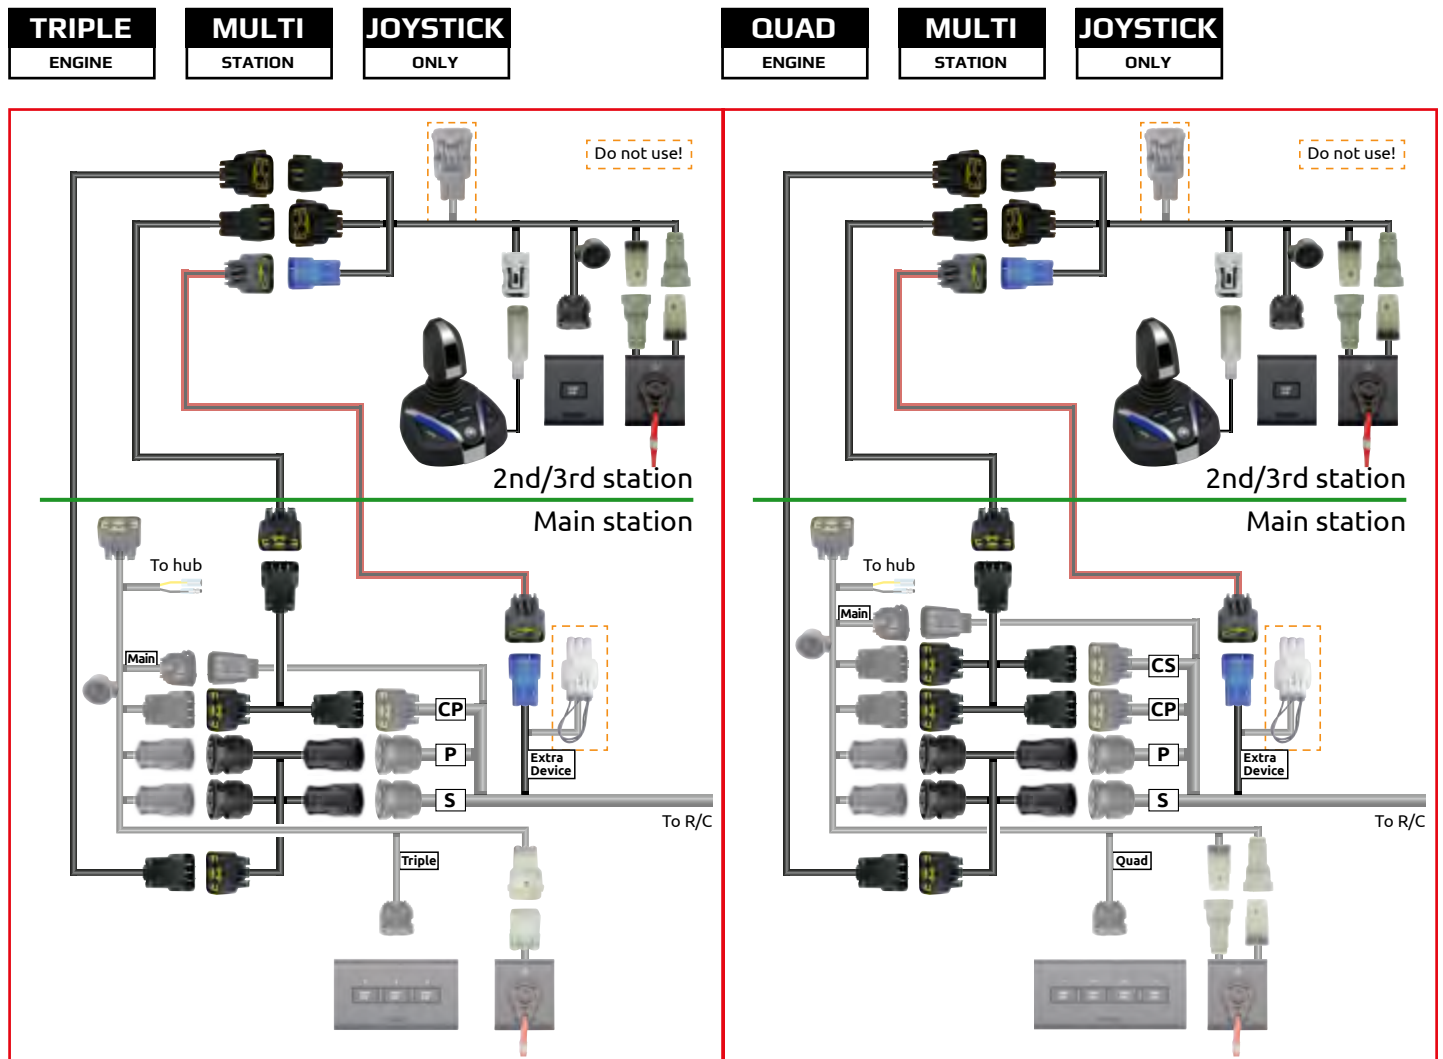 TRIPLE
ENGINE
MULTI
STATION
JOYSTICK
ONLY
QUAD
ENGINE
MULTI
STATION
JOYSTICK
ONLY
Do not use!
2nd/3rd station
Main station
To hub
Main
CP
P
S
Extra
Device
To R/C
Triple
Do not use!
2nd/3rd station
Main station
To hub
Main
CS
CP
P
S
Extra
Device
To R/C
Quad